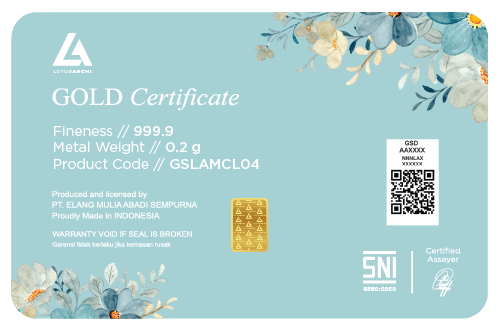 LOTUSARCHI
GOLD Certificate
Fineness // 999.9
Metal Weight // 0.2 g
Product Code // GSLAMCL04
Produced and licensed by
PT. ELANG MULIA ABADI SEMPURNA
Proudly Made in INDONESIA
WARRANTY VOID IF SEAL IS BROKEN
Garansi tidak berlaku jika kemasan rusak
GSD
AAXXXX
NNNLAX
XXXXXX
SNI
8880:2020
Certified
Assayer